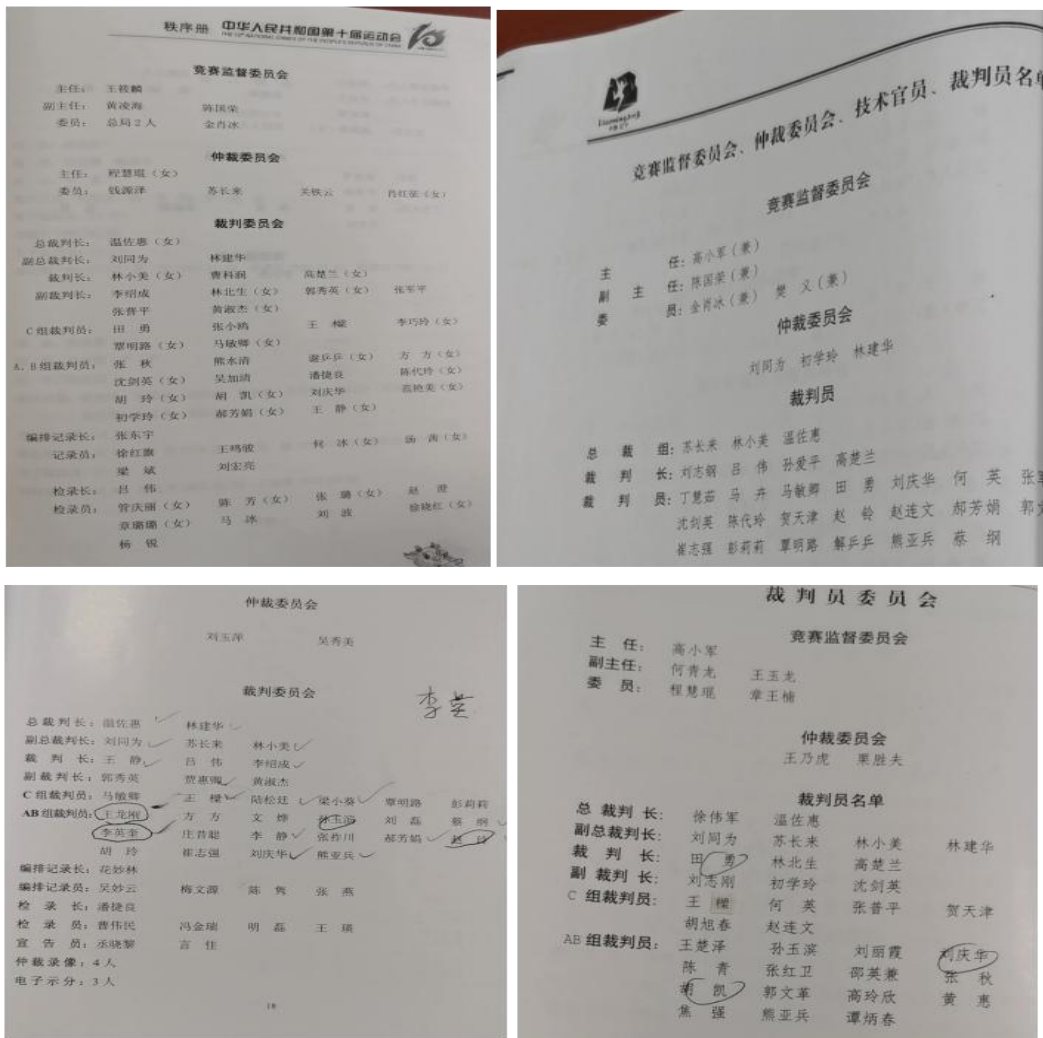 秩序册 中华人民共和国第十届运动会
THE 10TH NATIONAL GAMES OF THE PEOPLE'S REPUBLIC OF CHINA
竞赛监督委员会
主任： 王筱麟
副主任： 黄凌海 陈国荣
委员： 总局2人 金肖冰
仲裁委员会
主任： 程慧琨（女）
委员： 钱源泽 苏长来 关铁云 肖红征（女）
裁判委员会
总裁判长： 温佐惠（女）
副总裁判长： 刘同为 林建华
裁判长： 林小美（女） 曹科润 高楚兰（女）
副裁判长： 李绍成 林北生（女） 郭秀英（女） 张军平
张普平 黄淑杰（女）
C组裁判员： 田 勇 张小鸥 王 樑 李巧玲（女）
覃明路（女） 马敏卿（女）
A、B组裁判员： 张 秋 熊水清 谢乒乒（女） 方 方（女）
沈剑英（女） 吴加清 潘捷良 陈代玲（女）
胡 玲（女） 胡 凯（女） 刘庆华 范艳美（女）
初学玲（女） 郝芳娟（女） 王 静（女）
编排记录长： 张东宇
记录员： 徐红旗 王玛骏 何 冰（女） 汤 茜（女）
梁 斌 刘宏亮
检录长： 吕 伟
检录员： 管庆丽（女） 陈 芳（女） 张 璐（女） 赵 澄
章璐璐（女） 马 冰 刘 波 徐晓红（女）
杨 锐
竞赛监督委员会、仲裁委员会、技术官员、裁判员名单
竞赛监督委员会
主 任：高小军（兼）
副 主 任：陈国荣（兼）
委 员：金肖冰（兼） 樊 义（兼）
仲裁委员会
刘同为 初学玲 林建华
裁判员
总 裁 组：苏长来 林小美 温佐惠
裁 判 长：刘志钢 吕 伟 孙爱平 高楚兰
裁 判 员：丁慧茹 马 卉 马敏卿 田 勇 刘庆华 何 英
沈剑英 陈代玲 贺天津 赵 铃 赵连文 郝芳娟
崔志强 彭莉莉 覃明路 解乒乒 熊亚兵 蔡 纲
仲裁委员会
刘玉萍 吴秀美
裁判委员会
李英
总裁判长：温佐惠 林建华
副总裁判长：刘同为 苏长来 林小美
裁 判 长：王 静 吕 伟 李绍成
副裁判长：郭秀英 贾惠卿 黄淑杰
C组裁判员：马敏卿 王 樑 陆松廷 梁小葵 覃明路 彭莉莉
AB组裁判员：王龙刚 方 方 文 烨 孙玉滨 刘 磊 蔡 纲
李英奎 庄昔聪 李 静 张祚川 郝芳娟 赵 铃
胡 玲 崔志强 刘庆华 熊亚兵
编排记录长：花妙林
编排记录员：吴妙云 梅文源 陈 隽 张 燕
检 录 长：潘捷良
检 录 员：曹伟民 冯金瑞 明 磊 王 瑛
宣 告 员：丞晓黎 言 佳
仲裁录像：4人
电子示分：3人
18
裁判员委员会
竞赛监督委员会
主 任： 高小军
副主任： 何青龙 王玉龙
委 员： 程慧琨 章王楠
仲裁委员会
王乃虎 栗胜夫
裁判员名单
总裁判长： 徐伟军 温佐惠
副总裁判长： 刘同为 苏长来 林小美 林建华
裁 判 长： 田 勇 林北生 高楚兰
副裁判长： 刘志刚 初学玲 沈剑英
C组裁判员： 王 樑 何 英 张普平 贺天津
胡旭春 赵连文
AB组裁判员： 王楚泽 孙玉滨 刘丽霞 刘庆华
陈 青 张红卫 邵英兼 张 秋
胡 凯 郭文革 高玲欣 黄 惠
焦 强 熊亚兵 谭炳春